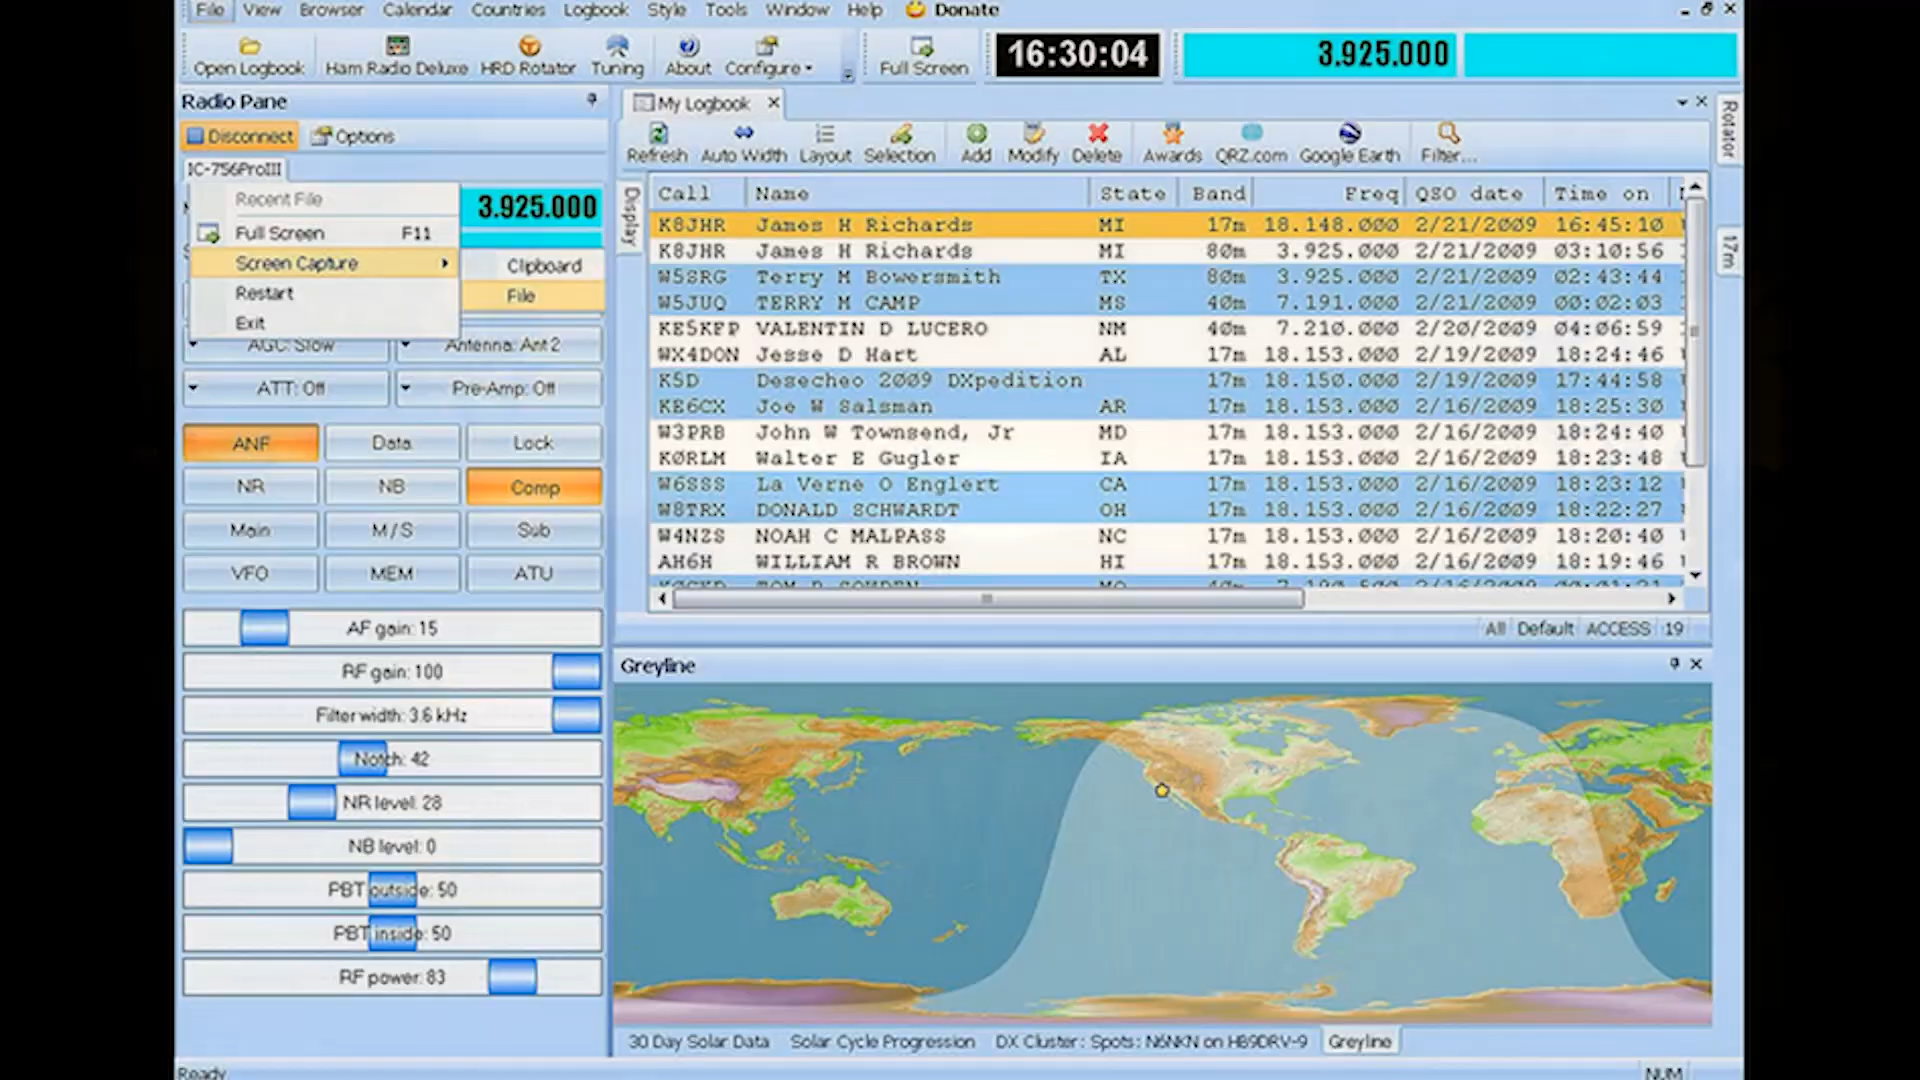 File View Browser Calendar Countries Logbook Style Tools Window Help Donate
Open Logbook Ham Radio Deluxe HRD Rotator Tuning About Configure Full Screen 16:30:04 3.925.000
Radio Pane
Disconnect Options
IC-756ProIII
Recent File
Full Screen F11
Screen Capture
Restart
Exit
Clipboard
File
3.925.000
AGC: Slow Antenna: Ant 2
ATT: Off Pre-Amp: Off
ANF Data Lock
NR NB Comp
Main M/S Sub
VFO MEM ATU
AF gain: 15
RF gain: 100
Filter width: 3.6 kHz
Notch: 42
NR level: 28
NB level: 0
PBT outside: 50
PBT inside: 50
RF power: 83
My Logbook
Refresh Auto Width Layout Selection Add Modify Delete Awards QRZ.com Google Earth Filter...
Display
Call Name State Band Freq QSO date Time on
K8JHR James H Richards MI 17m 18.148.000 2/21/2009 16:45:10
K8JHR James H Richards MI 80m 3.925.000 2/21/2009 03:10:56
W5SRG Terry M Bowersmith TX 80m 3.925.000 2/21/2009 02:43:44
W5JUQ TERRY M CAMP MS 40m 7.191.000 2/21/2009 00:02:03
KE5KFP VALENTIN D LUCERO NM 40m 7.210.000 2/20/2009 04:06:59
WX4DON Jesse D Hart AL 17m 18.153.000 2/19/2009 18:24:46
K5D Desecheo 2009 DXpedition 17m 18.150.000 2/19/2009 17:44:58
KE6CX Joe W Salsman AR 17m 18.153.000 2/16/2009 18:25:30
W3PRB John W Townsend, Jr MD 17m 18.153.000 2/16/2009 18:24:40
KØRLM Walter E Gugler IA 17m 18.153.000 2/16/2009 18:23:48
W6SSS La Verne O Englert CA 17m 18.153.000 2/16/2009 18:23:12
W8TRX DONALD SCHWARDT OH 17m 18.153.000 2/16/2009 18:22:27
W4NZS NOAH C MALPASS NC 17m 18.153.000 2/16/2009 18:20:40
AH6H WILLIAM R BROWN HI 17m 18.153.000 2/16/2009 18:19:46
All Default ACCESS 19
Rotator
17m
Greyline
30 Day Solar Data Solar Cycle Progression DX Cluster: Spots: N6NKN on HB9DRV-9 Greyline
Ready NUM